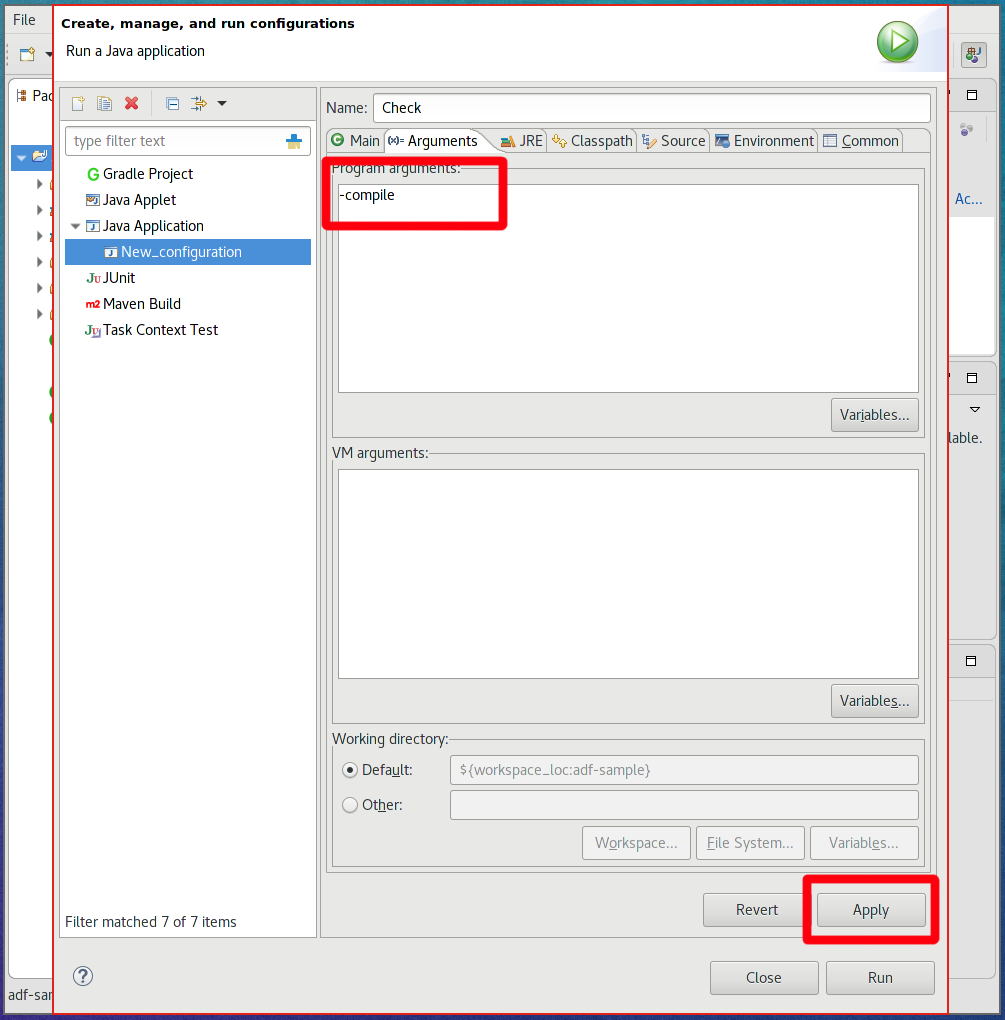 File
Create, manage, and run configurations
Run a Java application
Pac
type filter text
G Gradle Project
Java Applet
Java Application
New_configuration
JU JUnit
m2 Maven Build
Task Context Test
Filter matched 7 of 7 items
Name: Check
Main (x)= Arguments JRE Classpath Source Environment Common
Program arguments:
-compile
Variables...
VM arguments:
Variables...
Working directory:
Default: ${workspace_loc:adf-sample}
Other:
Workspace... File System... Variables...
Revert Apply
? Close Run
Ac...
lable.
adf-sar